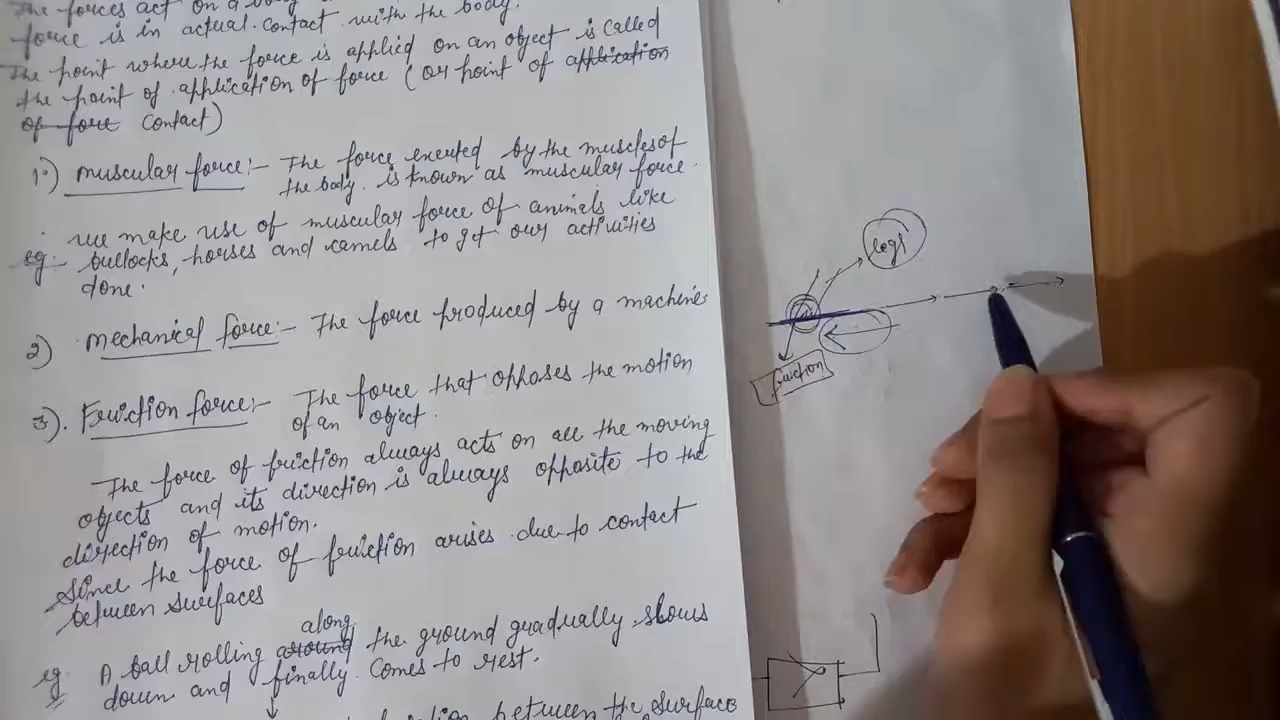 The forces act on a body
force is in actual contact with the body.
The point where the force is applied on an object is called
the point of application of force (or point of application
of force contact)
1) muscular force:- The force exerted by the muscles of
the body is known as muscular force.
we make use of muscular force of animals like
eg:- bullocks, horses and camels to get our activities
done.
2) mechanical force:- The force produced by a machines
3). Friction force:- The force that opposes the motion
of an object.
The force of friction always acts on all the moving
objects and its direction is always opposite to the
direction of motion.
Since the force of friction arises due to contact
between surfaces
along
eg A ball rolling around the ground gradually slows
down and finally comes to rest.
between the surface
friction